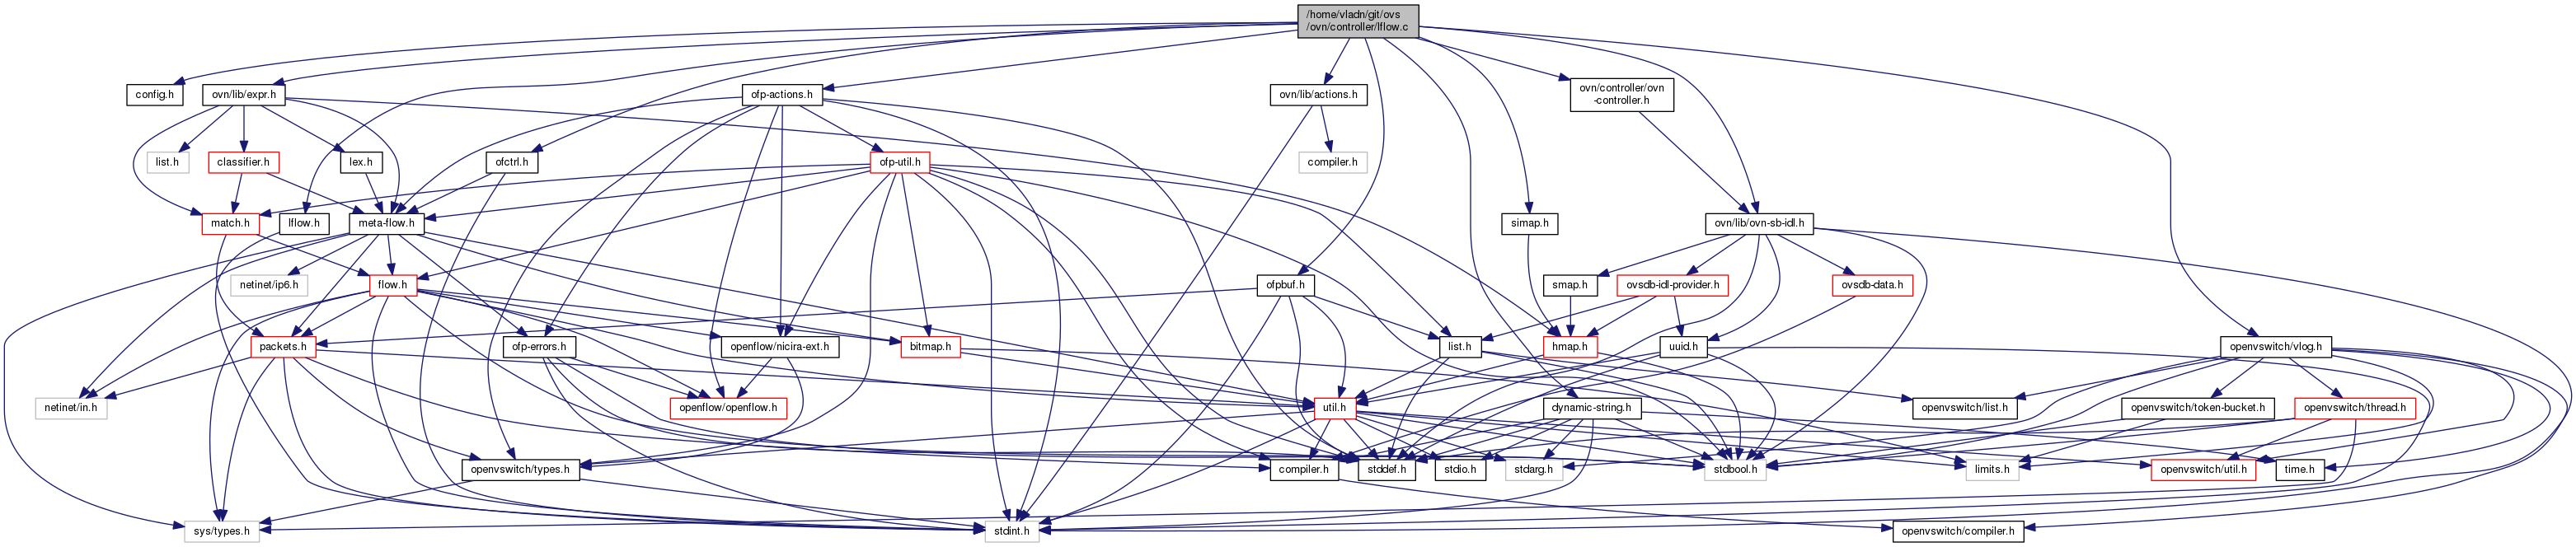 /home/vladn/git/ovs
/ovn/controller/lflow.c
config.h
ovn/lib/expr.h
ofp-actions.h
ovn/lib/actions.h
ovn/controller/ovn
-controller.h
list.h
classifier.h
lex.h
ofctrl.h
ofp-util.h
compiler.h
match.h
lflow.h
meta-flow.h
simap.h
ovn/lib/ovn-sb-idl.h
netinet/ip6.h
flow.h
ofpbuf.h
smap.h
ovsdb-idl-provider.h
ovsdb-data.h
packets.h
ofp-errors.h
openflow/nicira-ext.h
bitmap.h
list.h
hmap.h
uuid.h
openvswitch/vlog.h
netinet/in.h
openflow/openflow.h
util.h
dynamic-string.h
openvswitch/list.h
openvswitch/token-bucket.h
openvswitch/thread.h
openvswitch/types.h
compiler.h
stddef.h
stdio.h
stdarg.h
stdbool.h
limits.h
openvswitch/util.h
time.h
sys/types.h
stdint.h
openvswitch/compiler.h